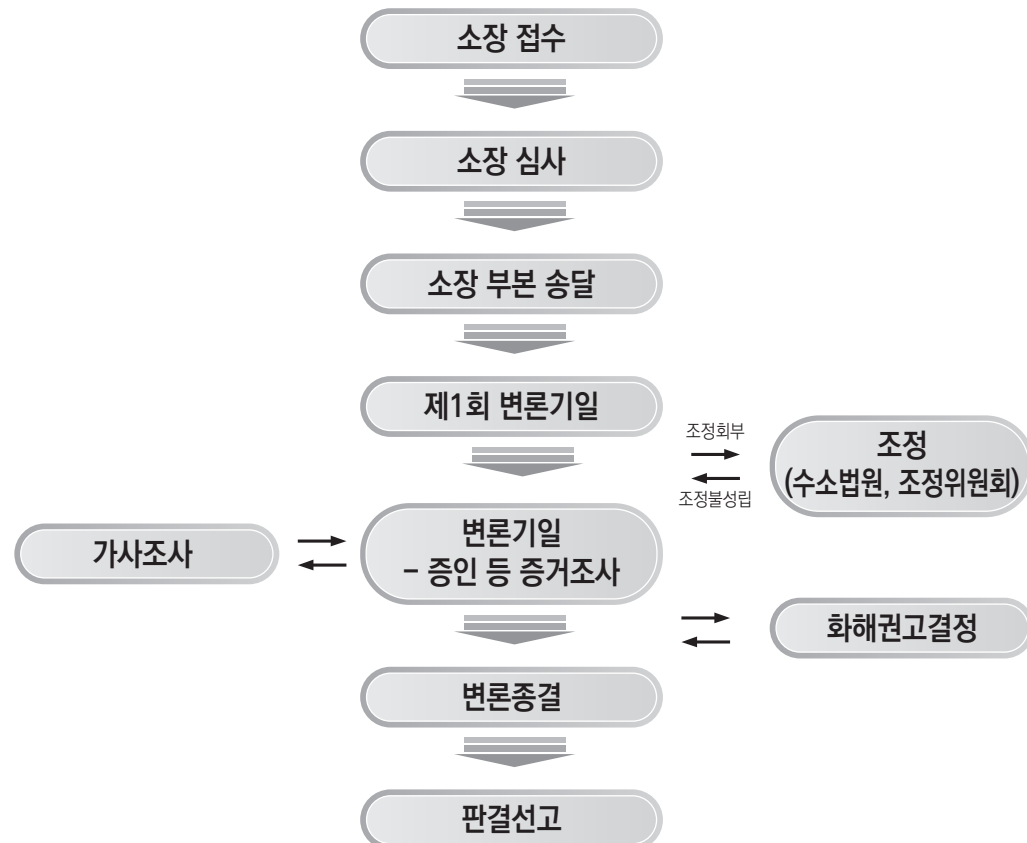 소장 접수
소장 심사
소장 부본 송달
제1회 변론기일
조정회부
조정불성립
조정
(수소법원, 조정위원회)
가사조사
변론기일
- 증인 등 증거조사
화해권고결정
변론종결
판결선고